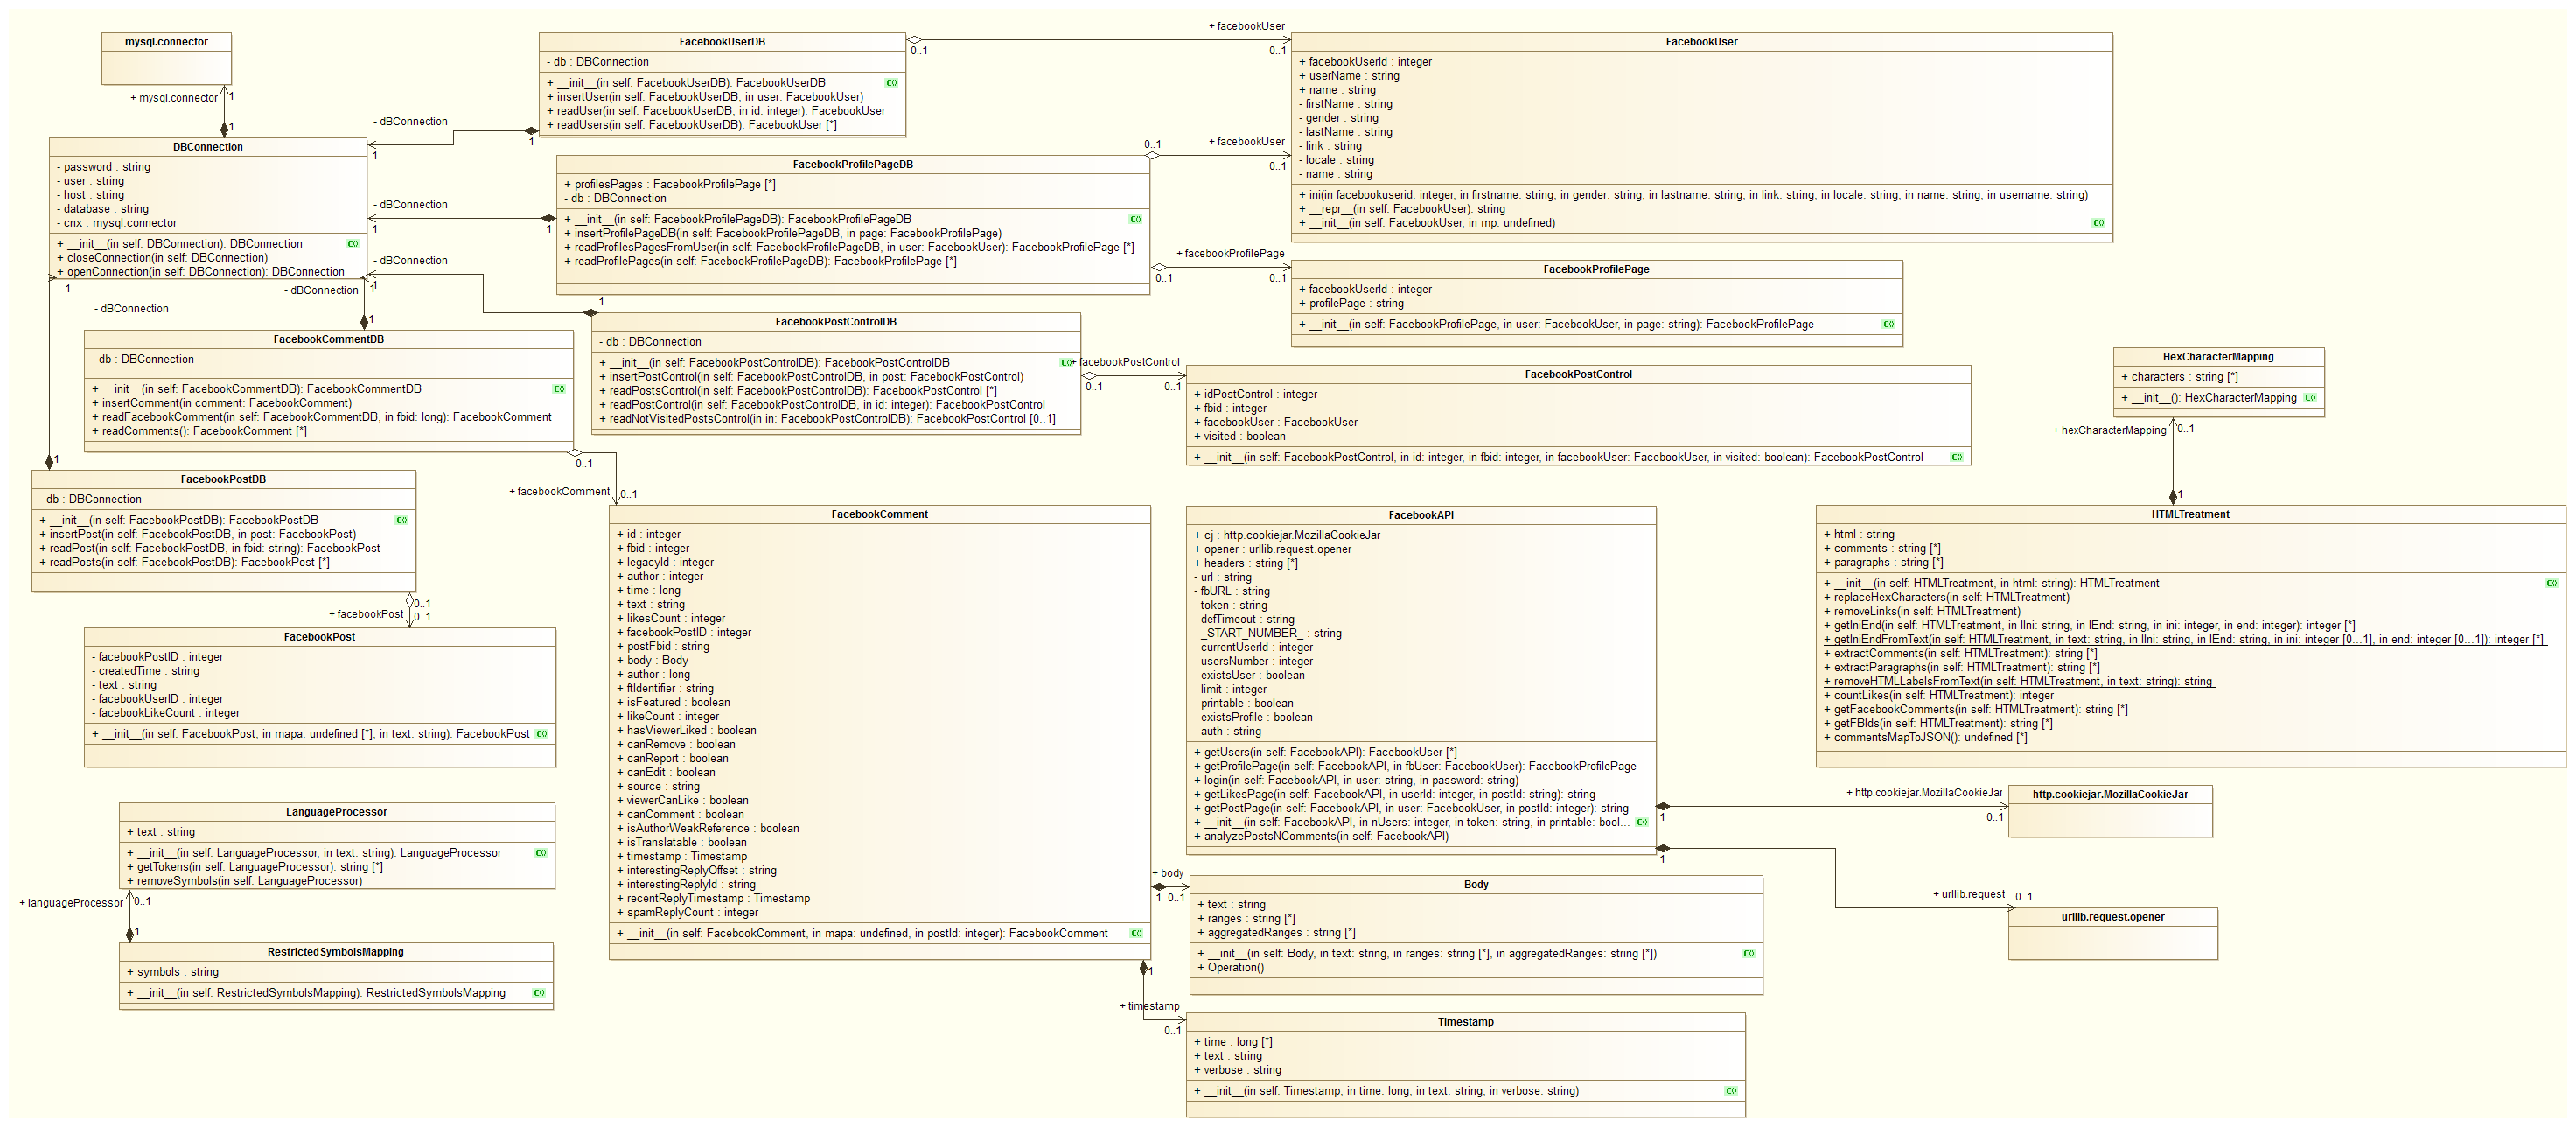 mysql.connector
+ mysql.connector
1
1
DBConnection
- password : string
- user : string
- host : string
- database : string
- cnx : mysql.connector
+ __init__(in self: DBConnection): DBConnection
+ closeConnection(in self: DBConnection)
+ openConnection(in self: DBConnection): DBConnection
FacebookUserDB
- db : DBConnection
+ __init__(in self: FacebookUserDB): FacebookUserDB
+ insertUser(in self: FacebookUserDB, in user: FacebookUser)
+ readUser(in self: FacebookUserDB, in id: integer): FacebookUser
+ readUsers(in self: FacebookUserDB): FacebookUser [*]
- dBConnection
1
1
+ facebookUser
0..1
0..1
FacebookUser
+ facebookUserId : integer
+ userName : string
+ name : string
- firstName : string
- gender : string
- lastName : string
- link : string
- locale : string
- name : string
+ ini(in facebookuserid: integer, in firstname: string, in gender: string, in lastname: string, in link: string, in locale: string, in name: string, in username: string)
+ __repr__(in self: FacebookUser): string
+ __init__(in self: FacebookUser, in mp: undefined)
FacebookProfilePageDB
+ profilesPages : FacebookProfilePage [*]
- db : DBConnection
+ __init__(in self: FacebookProfilePageDB): FacebookProfilePageDB
+ insertProfilePageDB(in self: FacebookProfilePageDB, in page: FacebookProfilePage)
+ readProfilesPagesFromUser(in self: FacebookProfilePageDB, in user: FacebookUser): FacebookProfilePage [*]
+ readProfilePages(in self: FacebookProfilePageDB): FacebookProfilePage [*]
- dBConnection
1
1
0..1
+ facebookUser
0..1
+ facebookProfilePage
0..1
0..1
FacebookProfilePage
+ facebookUserId : integer
+ profilePage : string
+ __init__(in self: FacebookProfilePage, in user: FacebookUser, in page: string): FacebookProfilePage
- dBConnection
1
1
FacebookPostControlDB
- db : DBConnection
+ __init__(in self: FacebookPostControlDB): FacebookPostControlDB
+ insertPostControl(in self: FacebookPostControlDB, in post: FacebookPostControl)
+ readPostsControl(in self: FacebookPostControlDB): FacebookPostControl [*]
+ readPostControl(in self: FacebookPostControlDB, in id: integer): FacebookPostControl
+ readNotVisitedPostsControl(in in: FacebookPostControlDB): FacebookPostControl [0..1]
+ facebookPostControl
0..1
0..1
FacebookPostControl
+ idPostControl : integer
+ fbid : integer
+ facebookUser : FacebookUser
+ visited : boolean
+ __init__(in self: FacebookPostControl, in id: integer, in fbid: integer, in facebookUser: FacebookUser, in visited: boolean): FacebookPostControl
- dBConnection
1
1
- dBConnection
1
FacebookCommentDB
- db : DBConnection
+ __init__(in self: FacebookCommentDB): FacebookCommentDB
+ insertComment(in comment: FacebookComment)
+ readFacebookComment(in self: FacebookCommentDB, in fbid: long): FacebookComment
+ readComments(): FacebookComment [*]
0..1
+ facebookComment
0..1
1
FacebookPostDB
- db : DBConnection
+ __init__(in self: FacebookPostDB): FacebookPostDB
+ insertPost(in self: FacebookPostDB, in post: FacebookPost)
+ readPost(in self: FacebookPostDB, in fbid: string): FacebookPost
+ readPosts(in self: FacebookPostDB): FacebookPost [*]
0..1
+ facebookPost
0..1
FacebookPost
- facebookPostID : integer
- createdTime : string
- text : string
- facebookUserID : integer
- facebookLikeCount : integer
+ __init__(in self: FacebookPost, in mapa: undefined [*], in text: string): FacebookPost
LanguageProcessor
+ text : string
+ __init__(in self: LanguageProcessor, in text: string): LanguageProcessor
+ getTokens(in self: LanguageProcessor): string [*]
+ removeSymbols(in self: LanguageProcessor)
+ languageProcessor
0..1
1
RestrictedSymbolsMapping
+ symbols : string
+ __init__(in self: RestrictedSymbolsMapping): RestrictedSymbolsMapping
FacebookComment
+ id : integer
+ fbid : integer
+ legacyId : integer
+ author : integer
+ time : long
+ text : string
+ likesCount : integer
+ facebookPostID : integer
+ postFbid : string
+ body : Body
+ author : long
+ ftIdentifier : string
+ isFeatured : boolean
+ likeCount : integer
+ hasViewerLiked : boolean
+ canRemove : boolean
+ canReport : boolean
+ canEdit : boolean
+ source : string
+ viewerCanLike : boolean
+ canComment : boolean
+ isAuthorWeakReference : boolean
+ isTranslatable : boolean
+ timestamp : Timestamp
+ interestingReplyOffset : string
+ interestingReplyId : string
+ recentReplyTimestamp : Timestamp
+ spamReplyCount : integer
+ __init__(in self: FacebookComment, in mapa: undefined, in postId: integer): FacebookComment
+ body
1
0..1
1
+ timestamp
0..1
FacebookAPI
+ cj : http.cookiejar.MozillaCookieJar
+ opener : urllib.request.opener
+ headers : string [*]
- url : string
- fbURL : string
- token : string
- defTimeout : string
- _START_NUMBER_ : string
- currentUserId : integer
- usersNumber : integer
- existsUser : boolean
- limit : integer
- printable : boolean
- existsProfile : boolean
- auth : string
+ getUsers(in self: FacebookAPI): FacebookUser [*]
+ getProfilePage(in self: FacebookAPI, in fbUser: FacebookUser): FacebookProfilePage
+ login(in self: FacebookAPI, in user: string, in password: string)
+ getLikesPage(in self: FacebookAPI, in userId: integer, in postId: string): string
+ getPostPage(in self: FacebookAPI, in user: FacebookUser, in postId: integer): string
+ __init__(in self: FacebookAPI, in nUsers: integer, in token: string, in printable: bool...
+ analyzePostsNComments(in self: FacebookAPI)
Body
+ text : string
+ ranges : string [*]
+ aggregatedRanges : string [*]
+ __init__(in self: Body, in text: string, in ranges: string [*], in aggregatedRanges: string [*])
+ Operation()
Timestamp
+ time : long [*]
+ text : string
+ verbose : string
+ __init__(in self: Timestamp, in time: long, in text: string, in verbose: string)
HexCharacterMapping
+ characters : string [*]
+ __init__(): HexCharacterMapping
+ hexCharacterMapping
0..1
1
HTMLTreatment
+ html : string
+ comments : string [*]
+ paragraphs : string [*]
+ __init__(in self: HTMLTreatment, in html: string): HTMLTreatment
+ replaceHexCharacters(in self: HTMLTreatment)
+ removeLinks(in self: HTMLTreatment)
+ getIniEnd(in self: HTMLTreatment, in lIni: string, in lEnd: string, in ini: integer, in end: integer): integer [*]
+ getIniEndFromText(in self: HTMLTreatment, in text: string, in lIni: string, in lEnd: string, in ini: integer [0...1], in end: integer [0...1]): integer [*]
+ extractComments(in self: HTMLTreatment): string [*]
+ extractParagraphs(in self: HTMLTreatment): string [*]
+ removeHTMLLabelsFromText(in self: HTMLTreatment, in text: string): string
+ countLikes(in self: HTMLTreatment): integer
+ getFacebookComments(in self: HTMLTreatment): string [*]
+ getFBIds(in self: HTMLTreatment): string [*]
+ commentsMapToJSON(): undefined [*]
+ http.cookiejar.MozillaCookieJar
1
0..1
http.cookiejar.MozillaCookieJar
1
+ urllib.request
0..1
urllib.request.opener